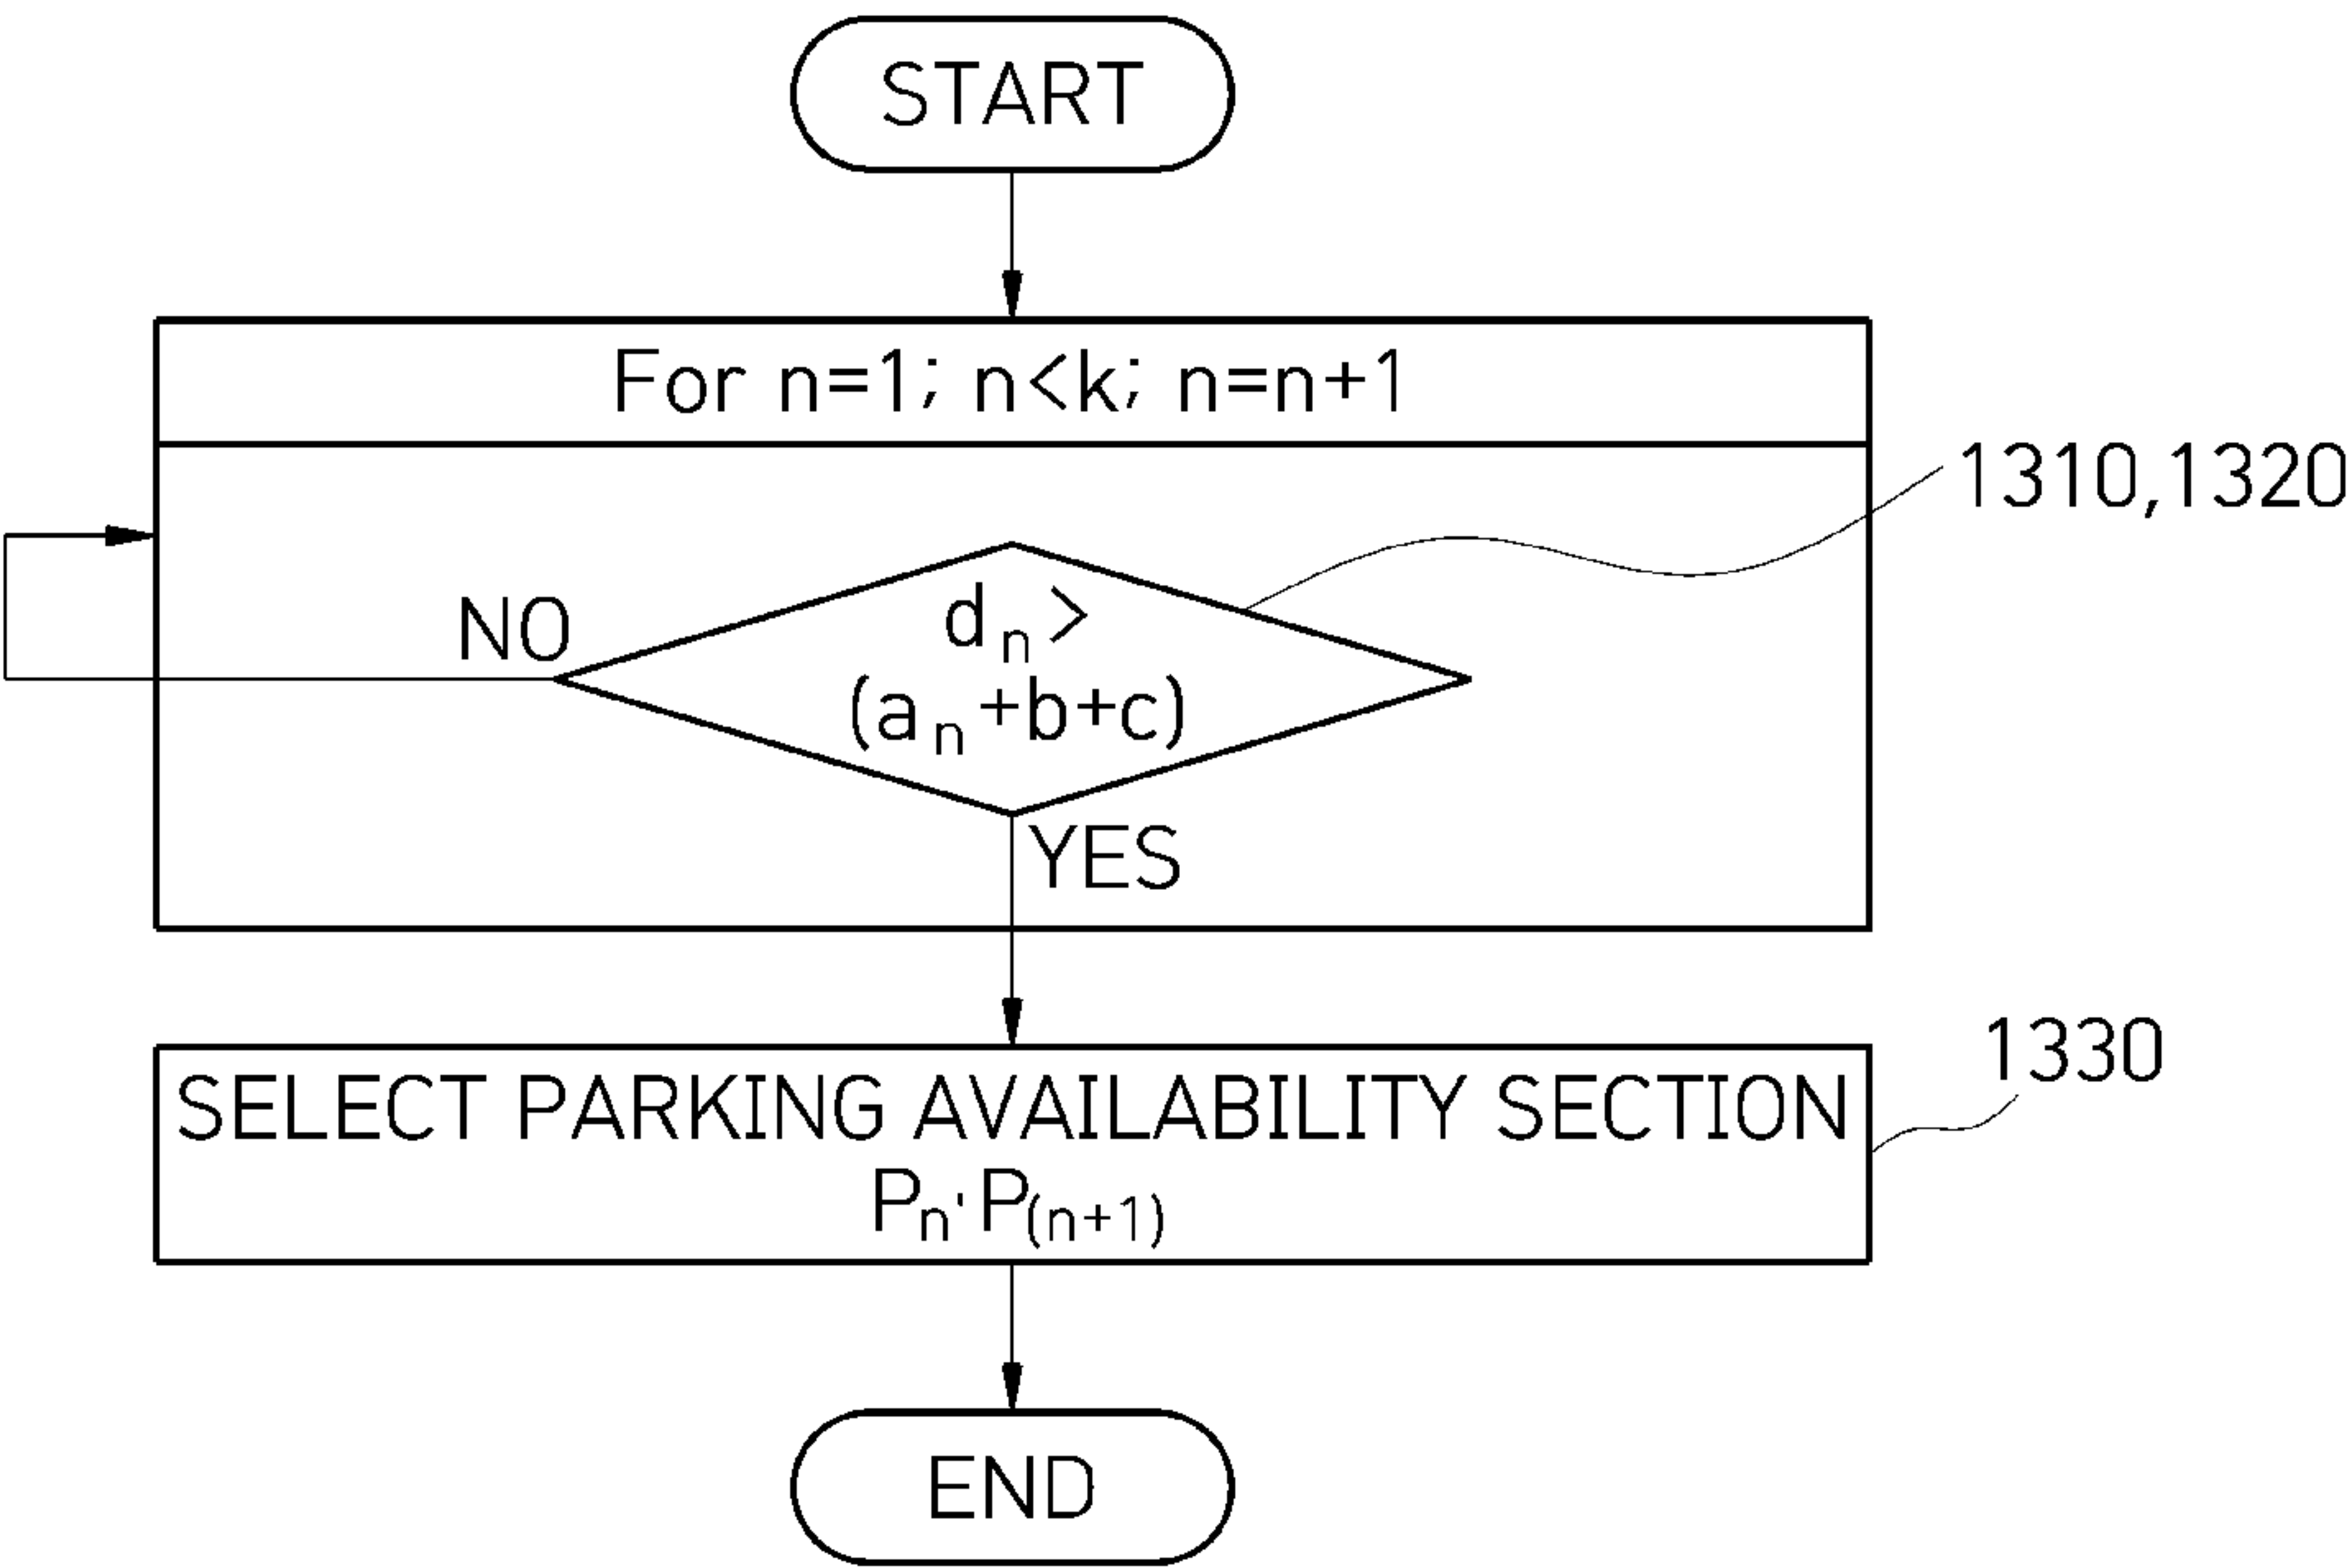 START
For n=1; n<k; n=n+1
1310,1320
NO
dn>
(an+b+c)
YES
1330
SELECT PARKING AVAILABILITY SECTION
Pn' P(n+1)
END